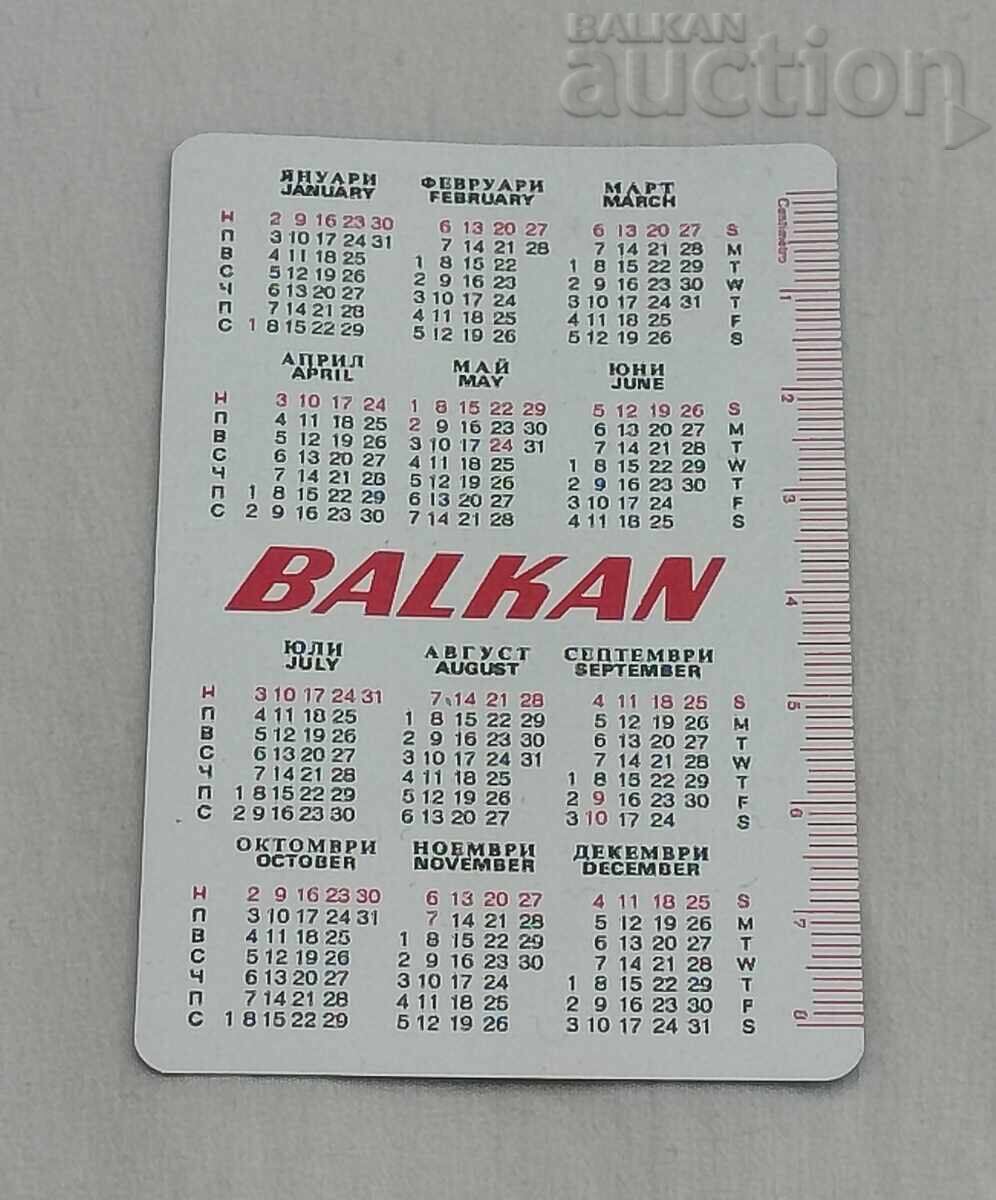 BALKAN
auction
ЯНУАРИ ФЕВРУАРИ МАРТ
JANUARY FEBRUARY MARCH
Н 2 9 16 23 30 6 13 20 27 6 13 20 27 S
П 3 10 17 24 31 7 14 21 28 7 14 21 28 M
В 4 11 18 25 1 8 15 22 1 8 15 22 29 T
С 5 12 19 26 2 9 16 23 2 9 16 23 30 W
Ч 6 13 20 27 3 10 17 24 3 10 17 24 31 T
П 7 14 21 28 4 11 18 25 4 11 18 25 F
С 1 8 15 22 29 5 12 19 26 5 12 19 26 S
АПРИЛ МАЙ ЮНИ
APRIL MAY JUNE
Н 3 10 17 24 1 8 15 22 29 5 12 19 26 S
П 4 11 18 25 2 9 16 23 30 6 13 20 27 M
В 5 12 19 26 3 10 17 24 31 7 14 21 28 T
С 6 13 20 27 4 11 18 25 1 8 15 22 29 W
Ч 7 14 21 28 5 12 19 26 2 9 16 23 30 T
П 1 8 15 22 29 6 13 20 27 3 10 17 24 F
С 2 9 16 23 30 7 14 21 28 4 11 18 25 S
BALKAN
ЮЛИ АВГУСТ СЕПТЕМВРИ
JULY AUGUST SEPTEMBER
Н 3 10 17 24 31 7 14 21 28 4 11 18 25 S
П 4 11 18 25 1 8 15 22 29 5 12 19 26 M
В 5 12 19 26 2 9 16 23 30 6 13 20 27 T
С 6 13 20 27 3 10 17 24 31 7 14 21 28 W
Ч 7 14 21 28 4 11 18 25 1 8 15 22 29 T
П 1 8 15 22 29 5 12 19 26 2 9 16 23 30 F
С 2 9 16 23 30 6 13 20 27 3 10 17 24 S
ОКТОМВРИ НОЕМВРИ ДЕКЕМВРИ
OCTOBER NOVEMBER DECEMBER
Н 2 9 16 23 30 6 13 20 27 4 11 18 25 S
П 3 10 17 24 31 7 14 21 28 5 12 19 26 M
В 4 11 18 25 1 8 15 22 29 6 13 20 27 T
С 5 12 19 26 2 9 16 23 30 7 14 21 28 W
Ч 6 13 20 27 3 10 17 24 1 8 15 22 29 T
П 7 14 21 28 4 11 18 25 2 9 16 23 30 F
С 1 8 15 22 29 5 12 19 26 3 10 17 24 31 S
Centimetro
1
2
3
4
5
6
7
8